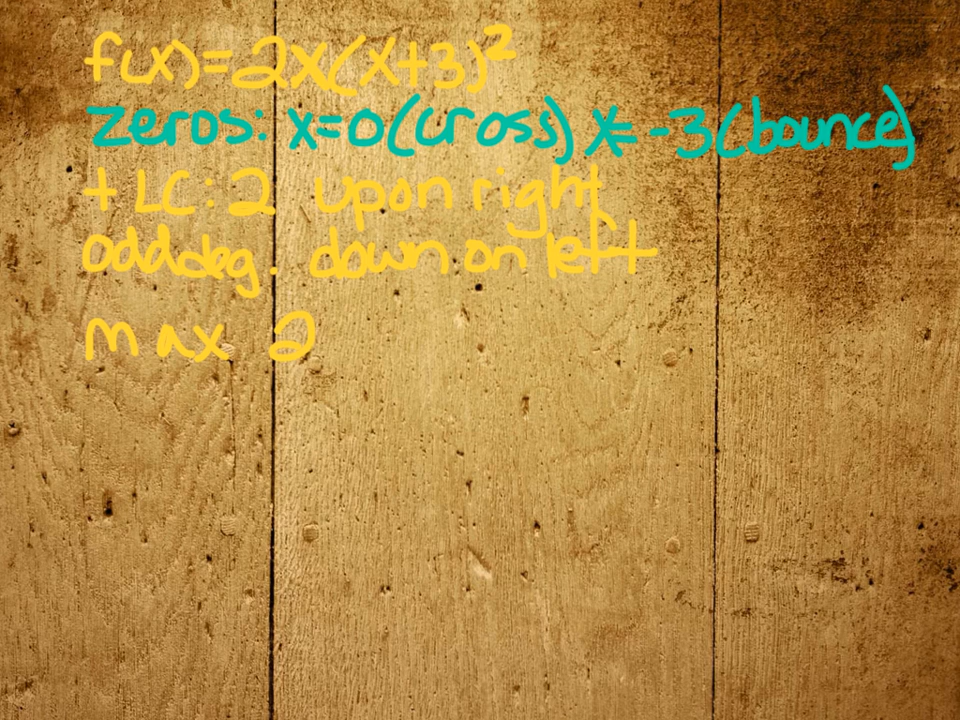 f(x)=2x(x+3)²
zeros: x=0(cross) x=-3(bounce)
+ LC: 2 up on right
odd deg. down on left
max 2